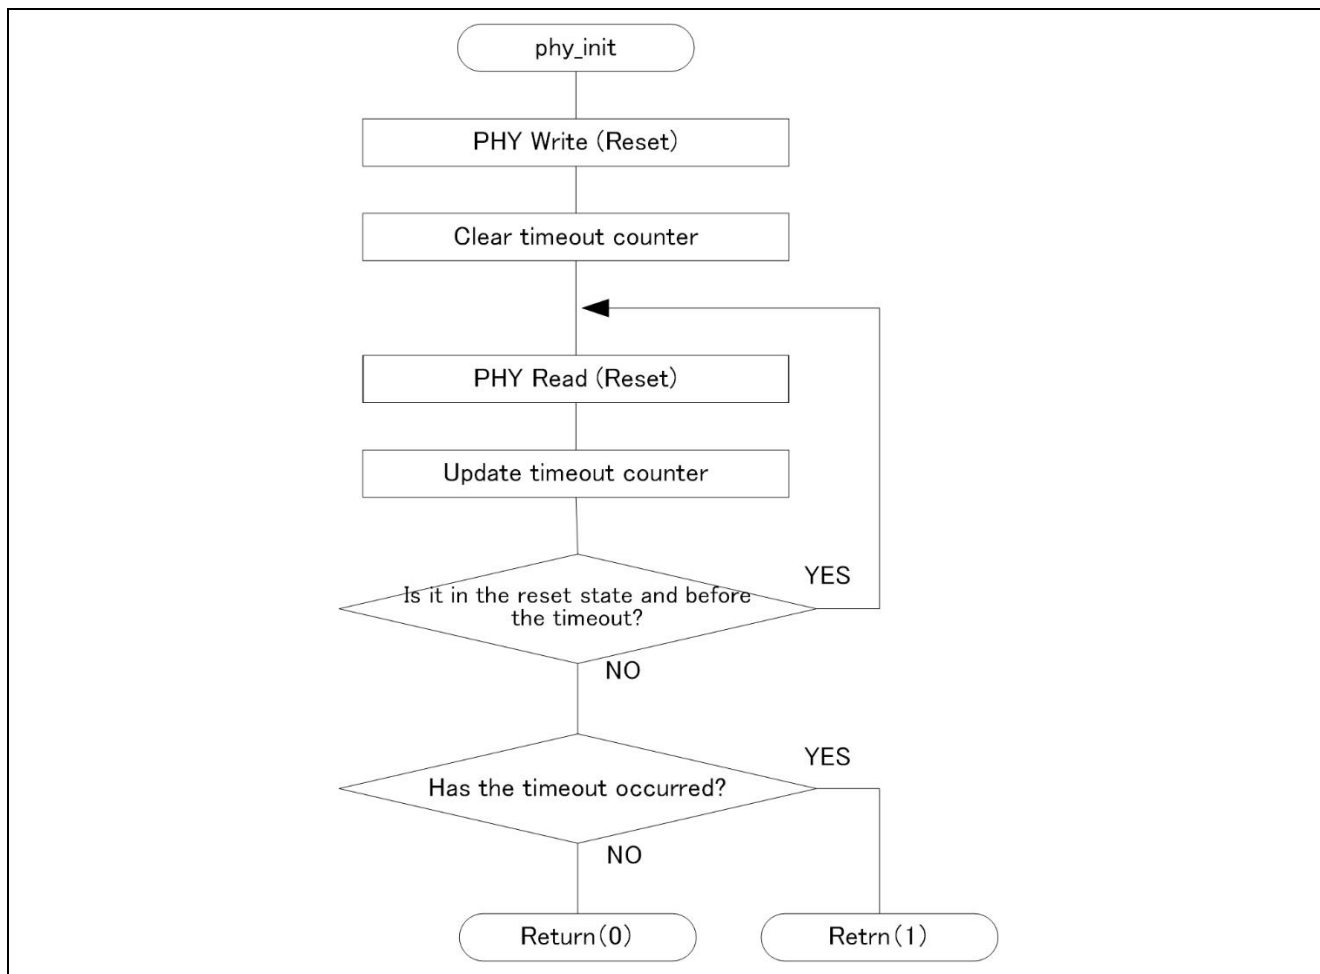 phy_init
PHY Write (Reset)
Clear timeout counter
PHY Read (Reset)
Update timeout counter
YES
Is it in the reset state and before
the timeout?
NO
YES
Has the timeout occurred?
NO
Return(0)
Retrn(1)